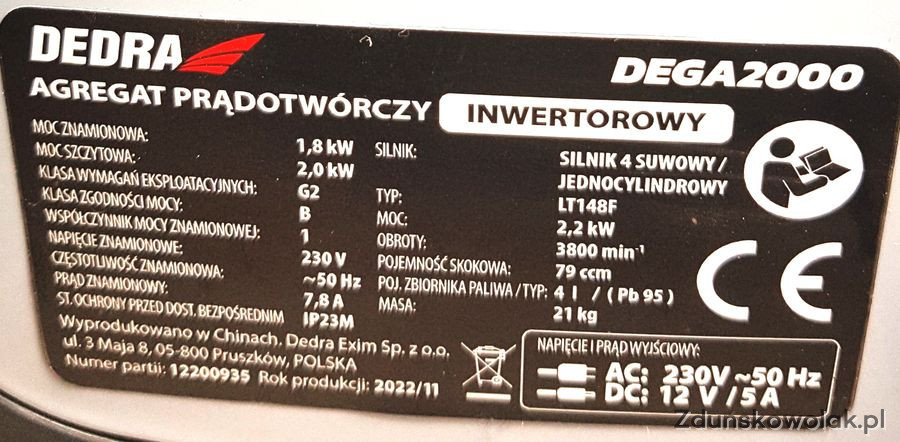 DEDRA
DEGA2000
AGREGAT PRĄDOTWÓRCZY INWERTOROWY
MOC ZNAMIONOWA: 1,8 kW
MOC SZCZYTOWA: 2,0 kW
KLASA WYMAGAŃ EKSPLOATACYJNYCH: G2
KLASA ZGODNOŚCI MOCY: B
WSPÓŁCZYNNIK MOCY ZNAMIONOWEJ: 1
NAPIĘCIE ZNAMIONOWE: 230 V
CZĘSTOTLIWOŚĆ ZNAMIONOWA: ~50 Hz
PRĄD ZNAMIONOWY: 7,8 A
ST. OCHRONY PRZED DOST. BEZPOŚREDNIM IP23M
SILNIK: SILNIK 4 SUWOWY /
JEDNOCYLINDROWY
TYP: LT148F
MOC: 2,2 kW
OBROTY: 3800 min⁻¹
POJEMNOŚĆ SKOKOWA: 79 ccm
POJ. ZBIORNIKA PALIWA / TYP: 4 l / ( Pb 95 )
MASA: 21 kg
Wyprodukowano w Chinach. Dedra Exim Sp. z o.o.
ul. 3 Maja 8, 05-800 Pruszków, POLSKA
Numer partii: 12200935 Rok produkcji: 2022/11
NAPIĘCIE I PRĄD WYJŚCIOWY:
AC: 230V ~50 Hz
DC: 12 V / 5 A
CE
Zdunskowolak.pl